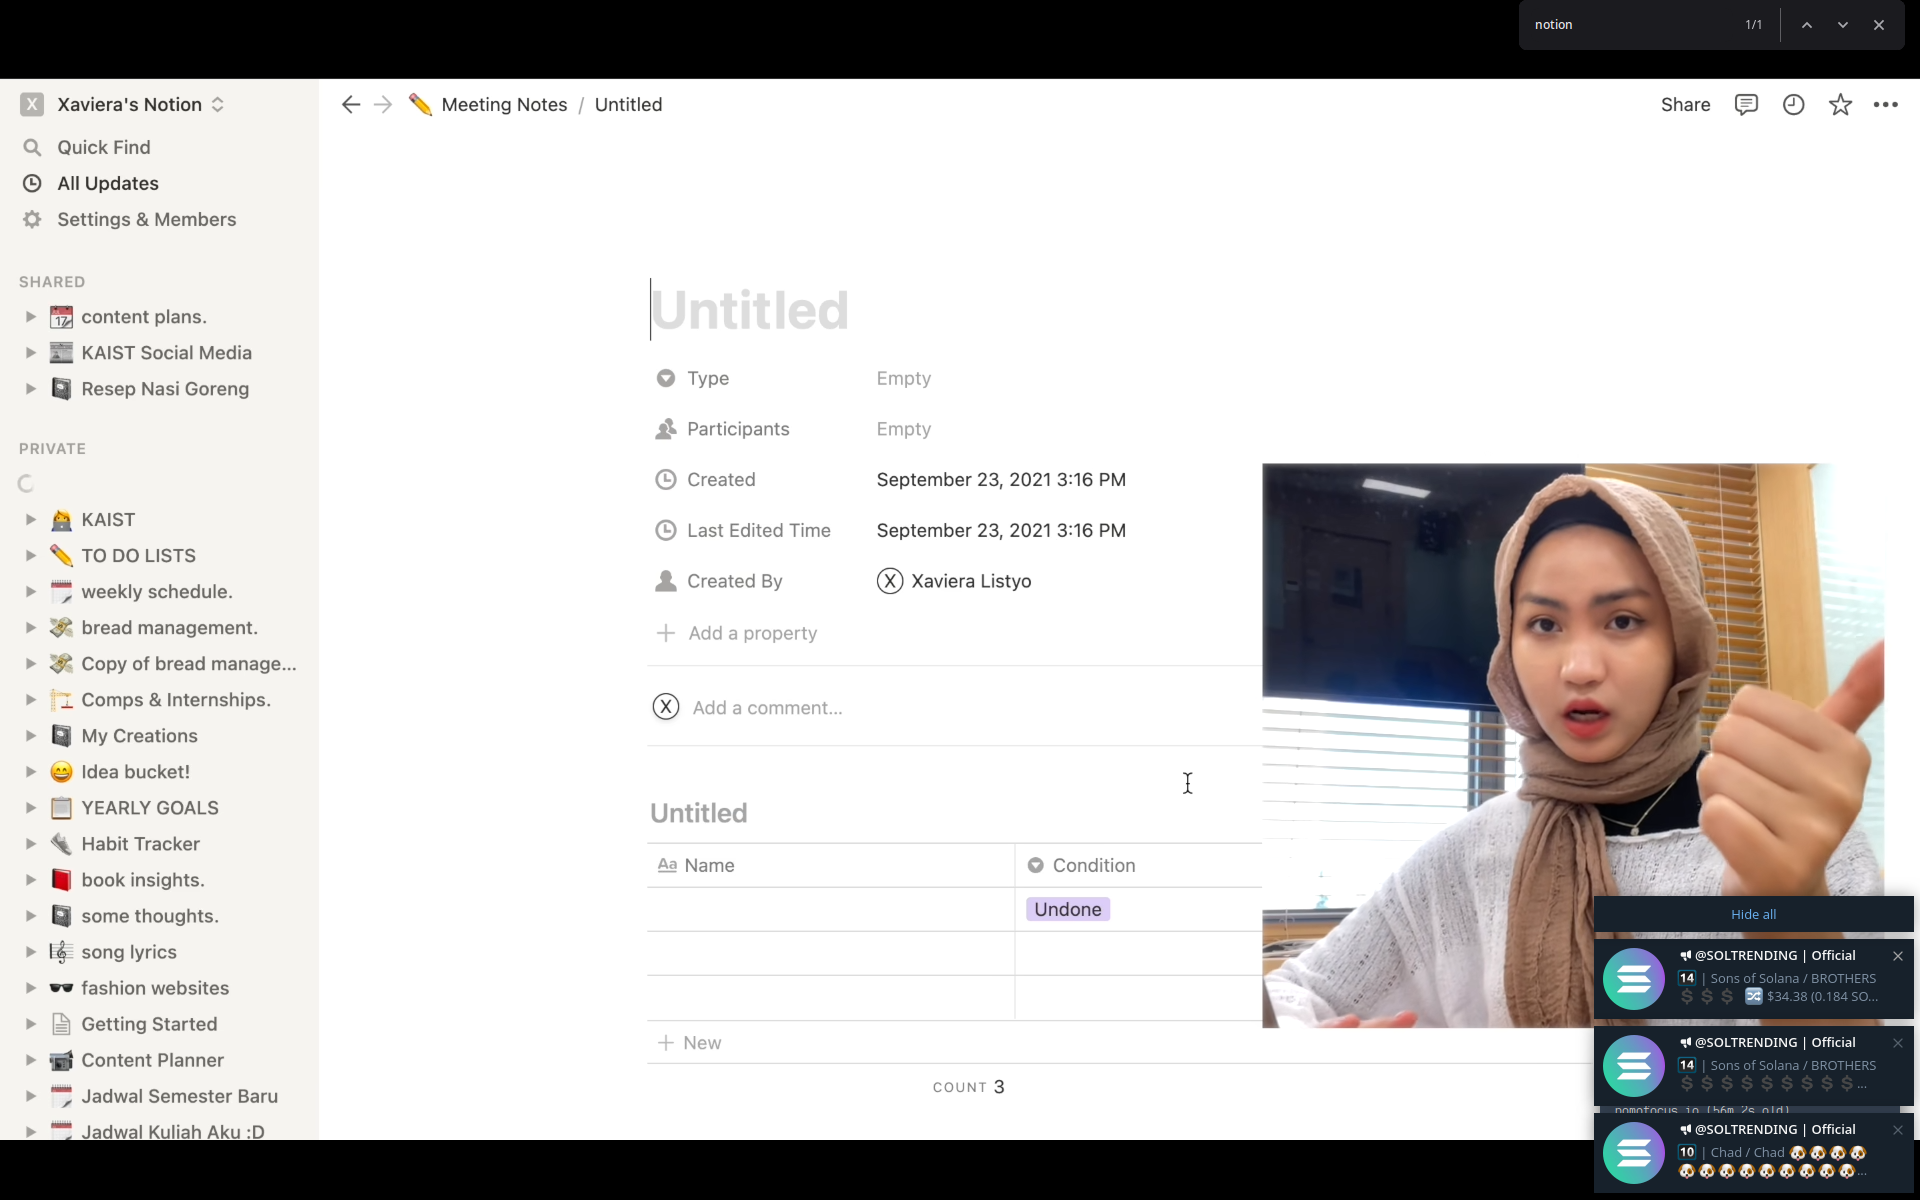 notion
1/1
X Xaviera's Notion
Meeting Notes / Untitled
Share
Quick Find
All Updates
Settings & Members
SHARED
17 content plans.
KAIST Social Media
Resep Nasi Goreng
PRIVATE
KAIST
TO DO LISTS
weekly schedule.
bread management.
Copy of bread manage...
Comps & Internships.
My Creations
Idea bucket!
YEARLY GOALS
Habit Tracker
book insights.
some thoughts.
song lyrics
fashion websites
Getting Started
Content Planner
Jadwal Semester Baru
Jadwal Kuliah Aku :D
Untitled
Type Empty
Participants Empty
Created September 23, 2021 3:16 PM
Last Edited Time September 23, 2021 3:16 PM
Created By X Xaviera Listyo
Add a property
X Add a comment...
Untitled
Aa Name Condition
Undone
New
COUNT 3
Hide all
@SOLTRENDING | Official
14 | Sons of Solana / BROTHERS
$ $ $ $34.38 (0.184 SO...
@SOLTRENDING | Official
14 | Sons of Solana / BROTHERS
$ $ $ $ $ $ $ $ $ ...
pomofocus.io (56m 2s old)
@SOLTRENDING | Official
10 | Chad / Chad
...